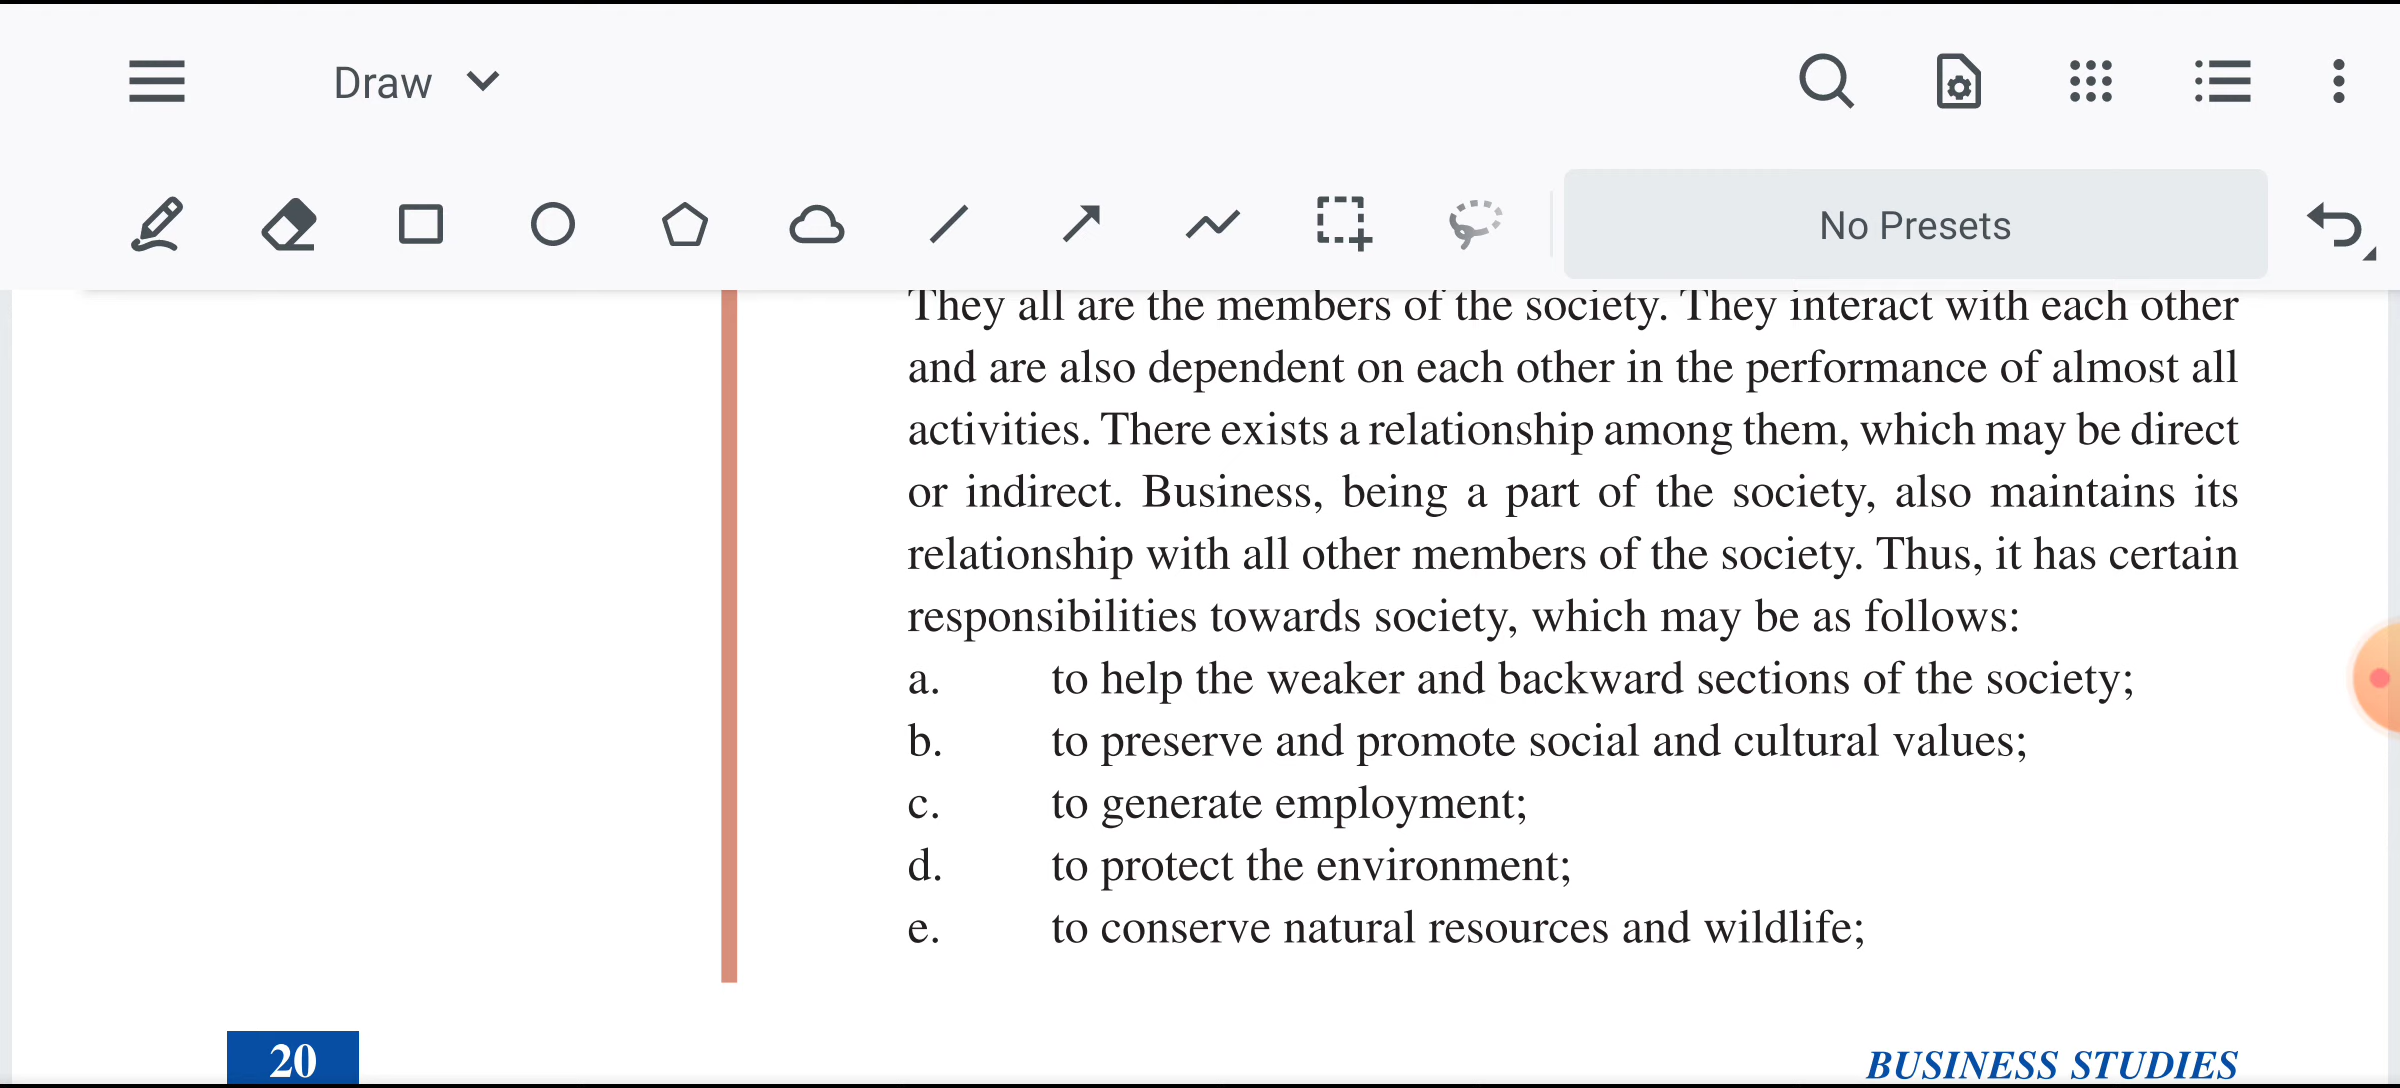 Draw
No Presets
They all are the members of the society. They interact with each other
and are also dependent on each other in the performance of almost all
activities. There exists a relationship among them, which may be direct
or indirect. Business, being a part of the society, also maintains its
relationship with all other members of the society. Thus, it has certain
responsibilities towards society, which may be as follows:
a. to help the weaker and backward sections of the society;
b. to preserve and promote social and cultural values;
c. to generate employment;
d. to protect the environment;
e. to conserve natural resources and wildlife;
20
BUSINESS STUDIES